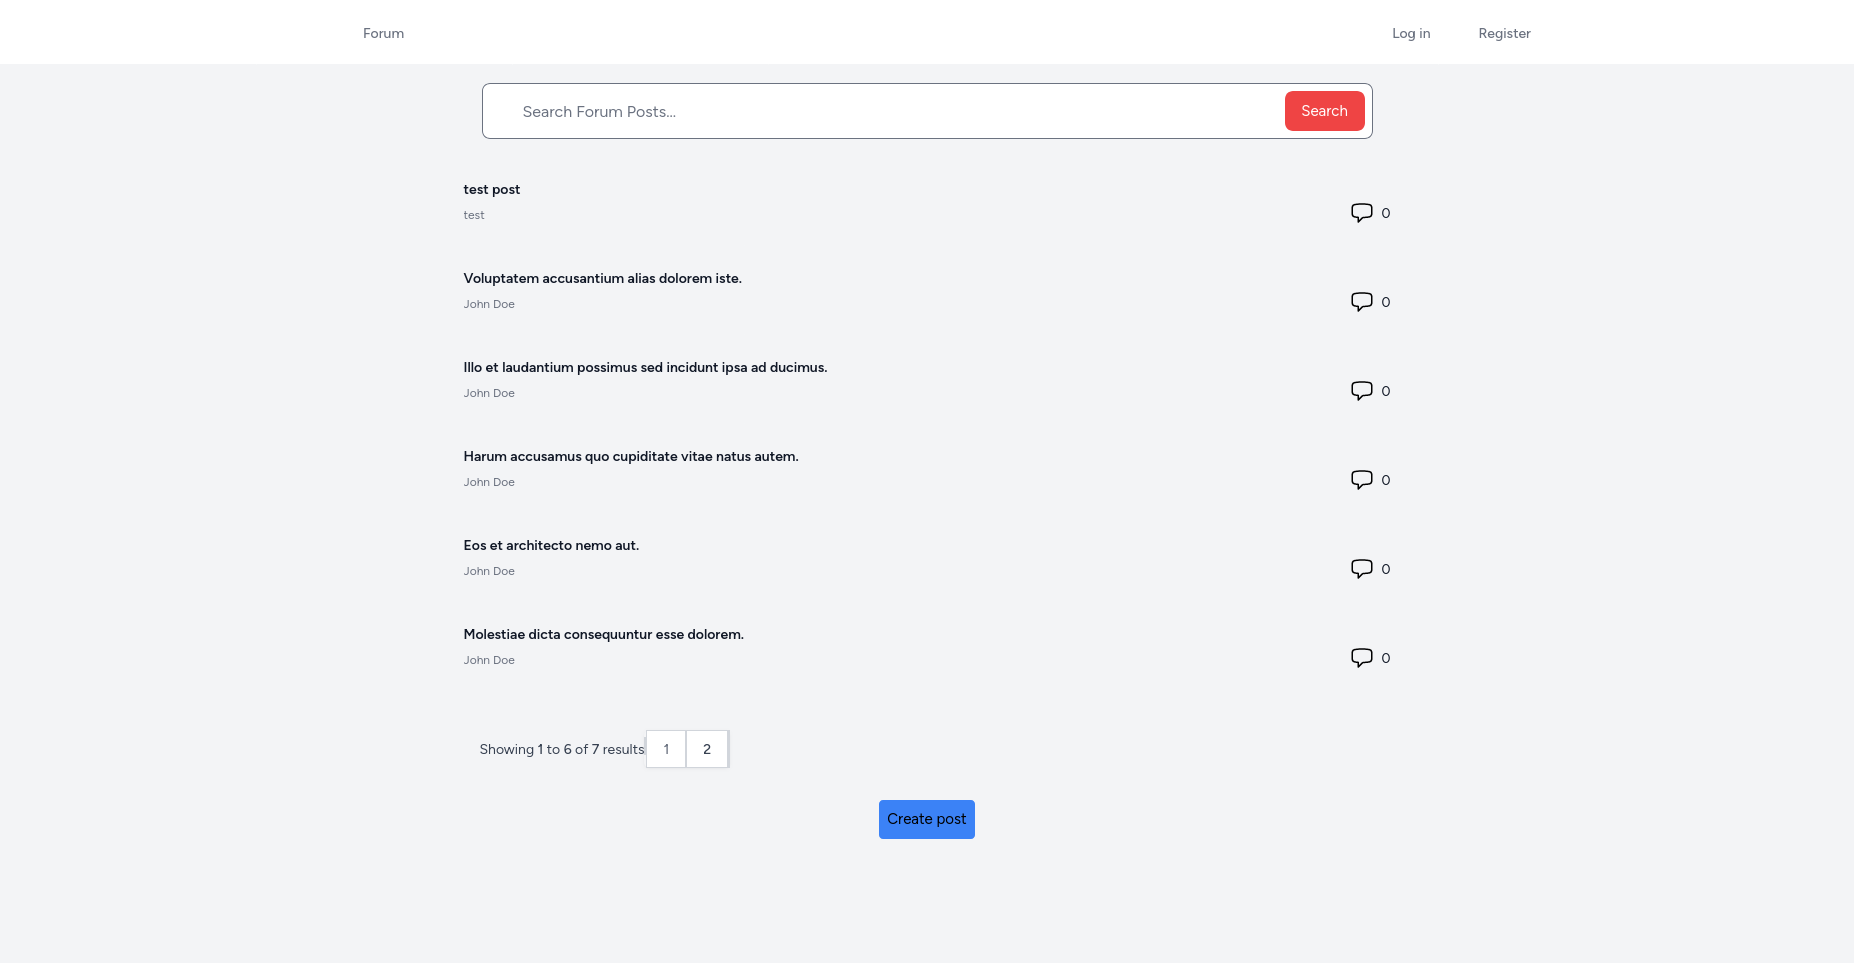 Forum
Log in
Register
Search Forum Posts...
Search
test post
test
0
Voluptatem accusantium alias dolorem iste.
John Doe
0
Illo et laudantium possimus sed incidunt ipsa ad ducimus.
John Doe
0
Harum accusamus quo cupiditate vitae natus autem.
John Doe
0
Eos et architecto nemo aut.
John Doe
0
Molestiae dicta consequuntur esse dolorem.
John Doe
0
Showing 1 to 6 of 7 results
1
2
Create post